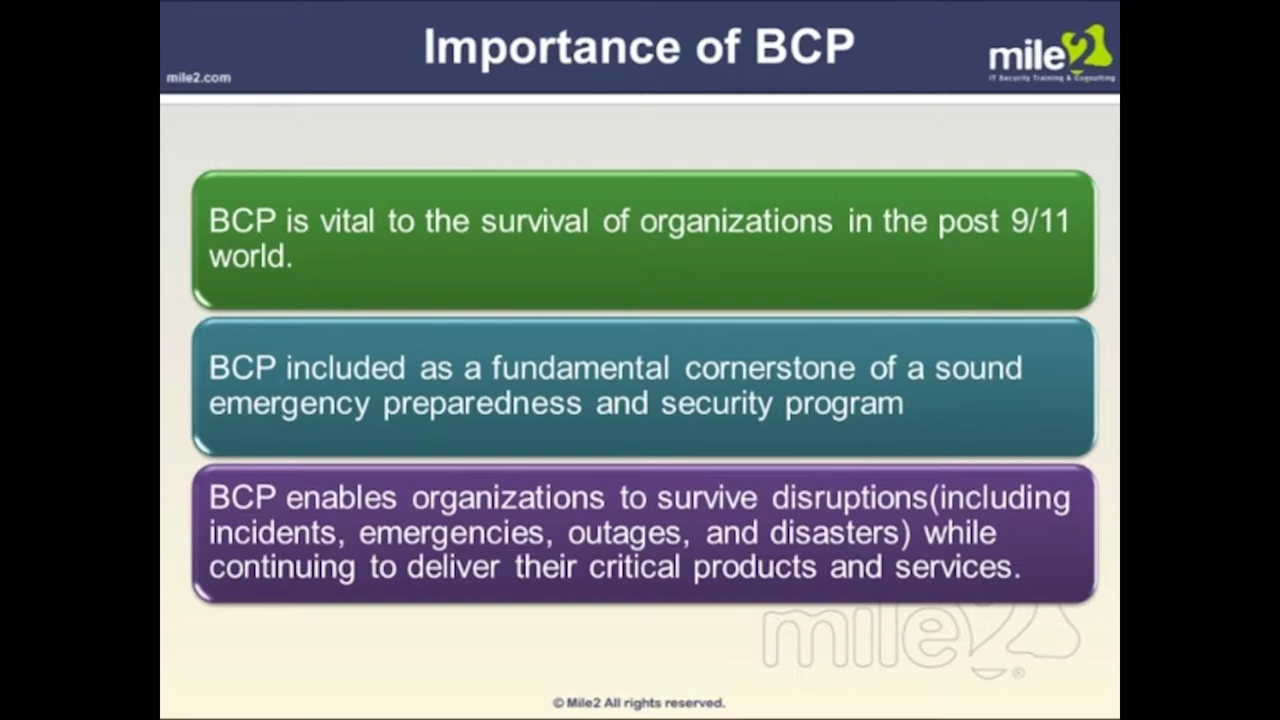 Importance of BCP
mile2.com
mile2
IT Security Training & Consulting
BCP is vital to the survival of organizations in the post 9/11
world.
BCP included as a fundamental cornerstone of a sound
emergency preparedness and security program
BCP enables organizations to survive disruptions(including
incidents, emergencies, outages, and disasters) while
continuing to deliver their critical products and services.
mile2®
© Mile2 All rights reserved.